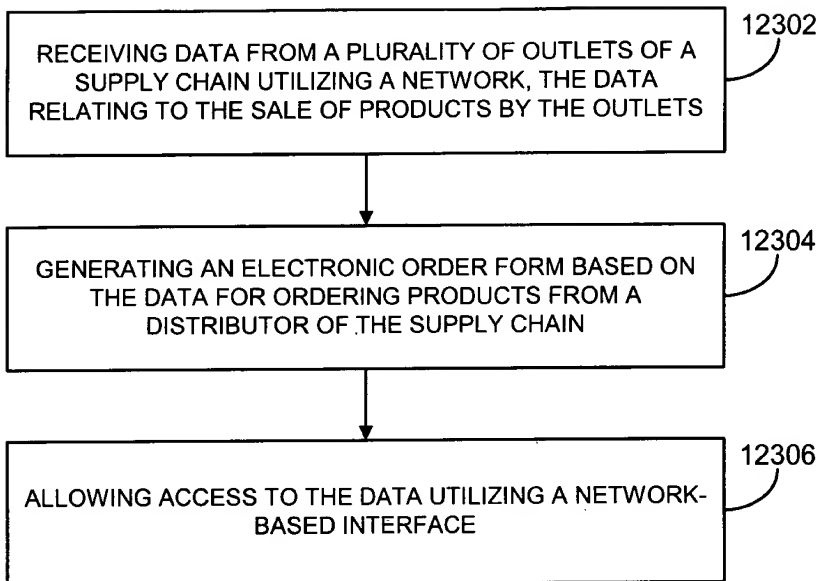 12302
RECEIVING DATA FROM A PLURALITY OF OUTLETS OF A
SUPPLY CHAIN UTILIZING A NETWORK, THE DATA
RELATING TO THE SALE OF PRODUCTS BY THE OUTLETS
12304
GENERATING AN ELECTRONIC ORDER FORM BASED ON
THE DATA FOR ORDERING PRODUCTS FROM A
DISTRIBUTOR OF THE SUPPLY CHAIN
12306
ALLOWING ACCESS TO THE DATA UTILIZING A NETWORK-
BASED INTERFACE